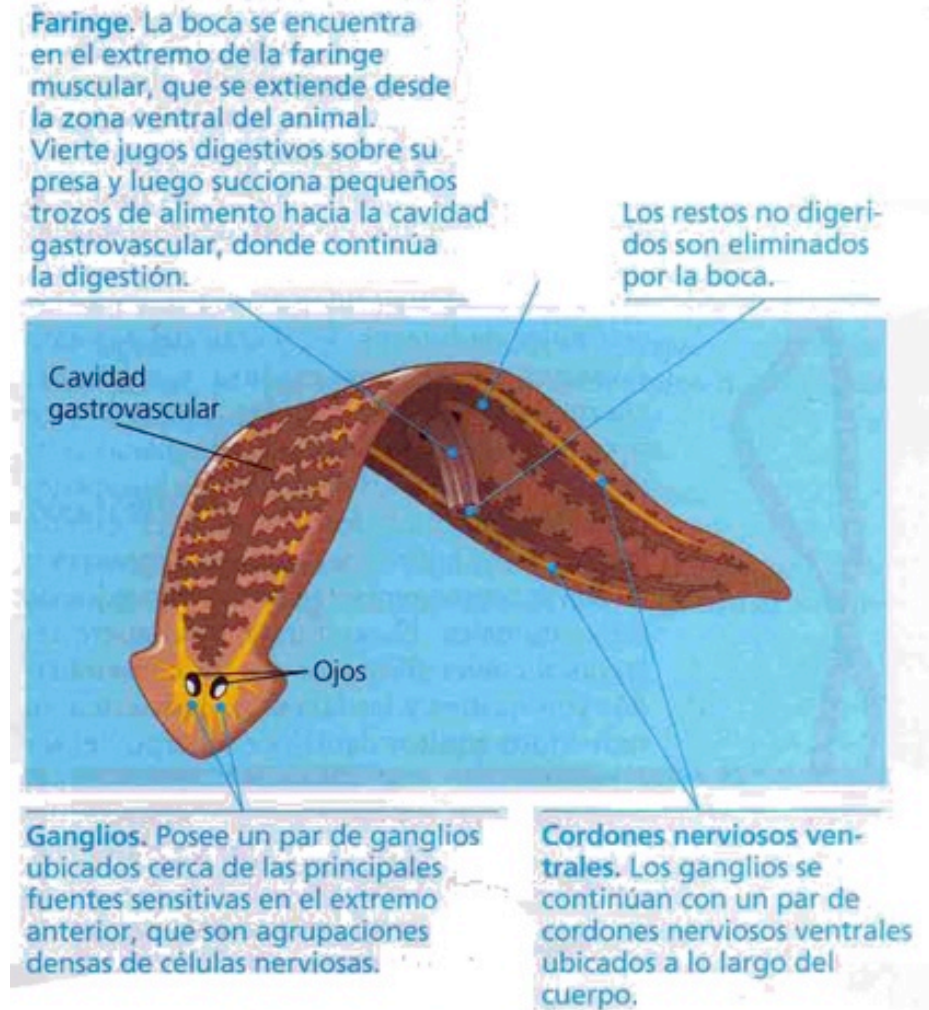 Faringe. La boca se encuentra
en el extremo de la faringe
muscular, que se extiende desde
la zona ventral del animal.
Vierte jugos digestivos sobre su
presa y luego succiona pequeños
trozos de alimento hacia la cavidad
gastrovascular, donde continúa
la digestión.
Los restos no digeri-
dos son eliminados
por la boca.
Cavidad
gastrovascular
Ojos
Ganglios. Posee un par de ganglios
ubicados cerca de las principales
fuentes sensitivas en el extremo
anterior, que son agrupaciones
densas de células nerviosas.
Cordones nerviosos ven-
trales. Los ganglios se
continúan con un par de
cordones nerviosos ventrales
ubicados a lo largo del
cuerpo.